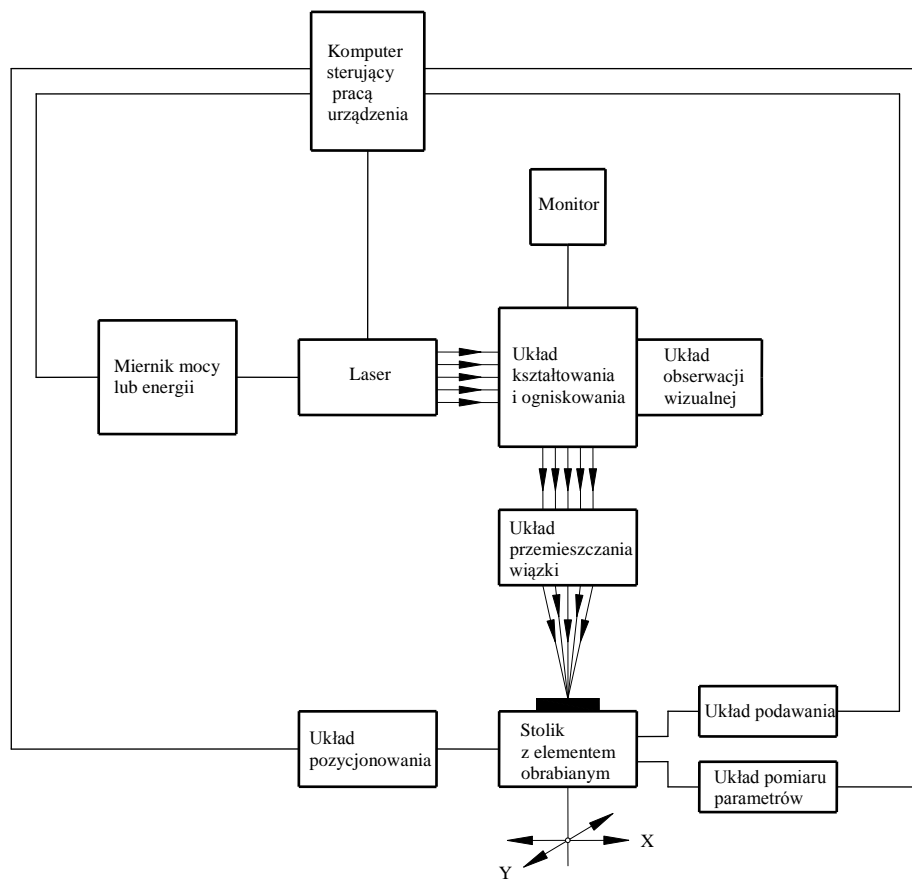 Komputer
sterujący
pracą
urządzenia
Monitor
Miernik mocy
lub energii
Laser
Układ
kształtowania
i ogniskowania
Układ
obserwacji
wizualnej
Układ
przemieszczania
wiązki
Układ
pozycjonowania
Stolik
z elementem
obrabianym
Układ podawania
Układ pomiaru
parametrów
X
Y